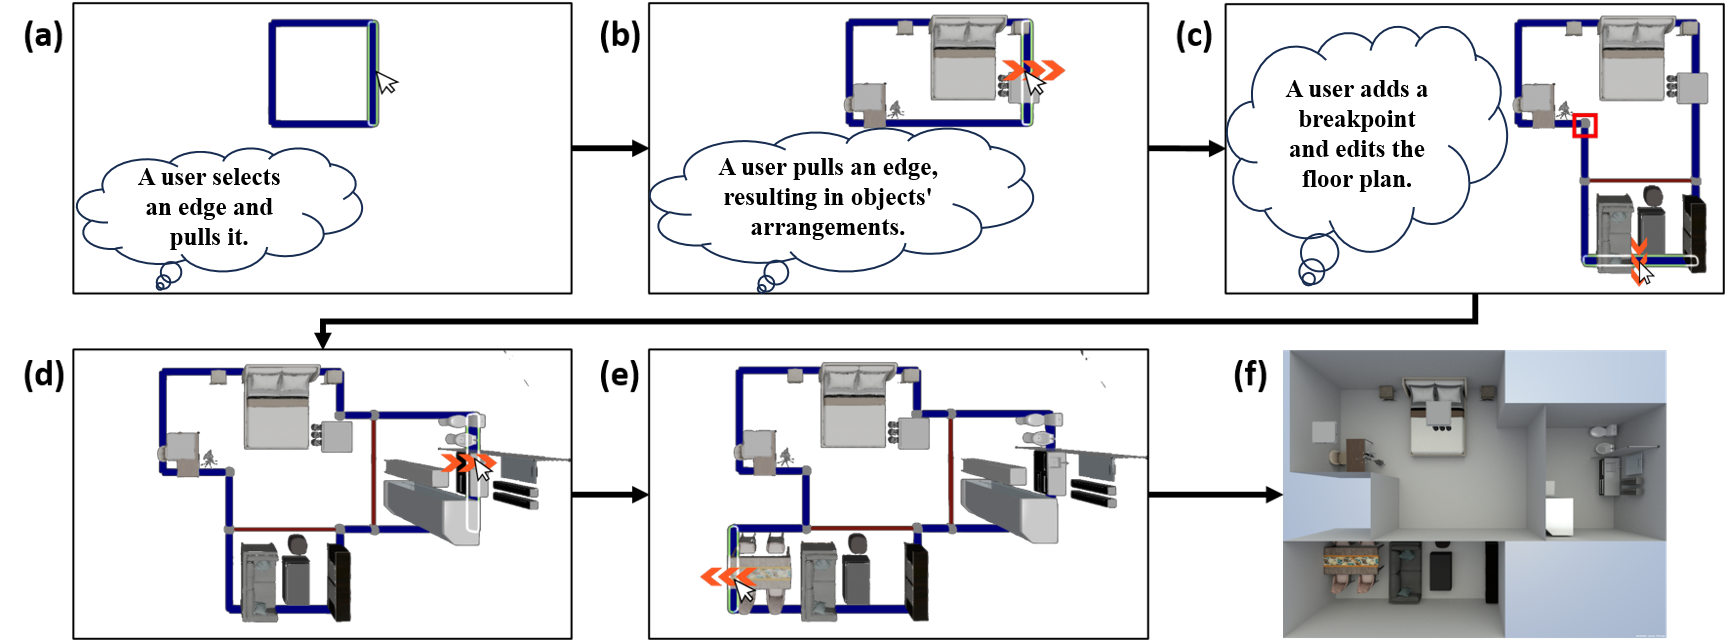 (a)
A user selects
an edge and
pulls it.
(b)
A user pulls an edge,
resulting in objects'
arrangements.
(c)
A user adds a
breakpoint
and edits the
floor plan.
(d)
(e)
(f)